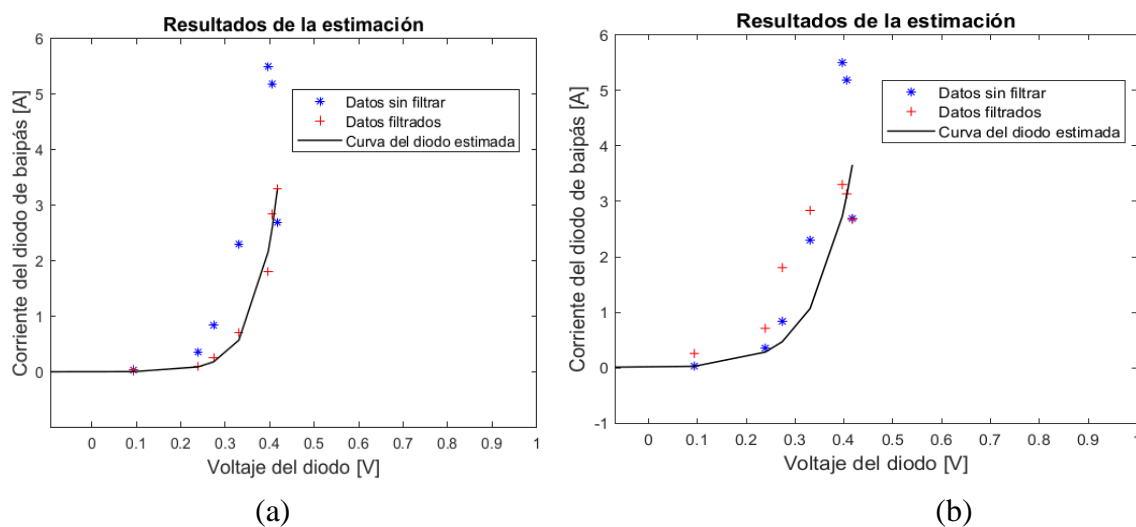 Resultados de la estimación
Corriente del diodo de baipás [A]
6
5
4
3
2
1
0
Datos sin filtrar
Datos filtrados
Curva del diodo estimada
0 0.1 0.2 0.3 0.4 0.5 0.6 0.7 0.8 0.9 1
Voltaje del diodo [V]
(a)
Resultados de la estimación
Corriente del diodo de baipás [A]
6
5
4
3
2
1
0
-1
Datos sin filtrar
Datos filtrados
Curva del diodo estimada
0 0.1 0.2 0.3 0.4 0.5 0.6 0.7 0.8 0.9 1
Voltaje del diodo [V]
(b)